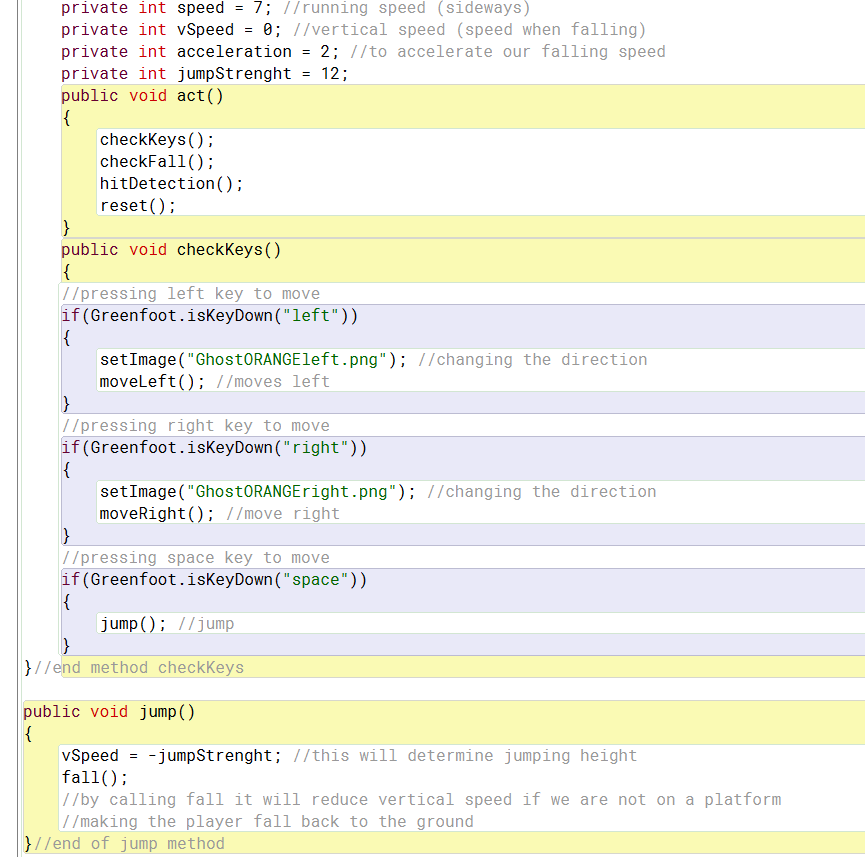 private int speed = 7; //running speed (sideways)
private int vSpeed = 0; //vertical speed (speed when falling)
private int acceleration = 2; //to accelerate our falling speed
private int jumpStrenght = 12;
public void act()
{
checkKeys();
checkFall();
hitDetection();
reset();
}
public void checkKeys()
{
//pressing left key to move
if(Greenfoot.isKeyDown("left"))
{
setImage("GhostORANGEleft.png"); //changing the direction
moveLeft(); //moves left
}
//pressing right key to move
if(Greenfoot.isKeyDown("right"))
{
setImage("GhostORANGEright.png"); //changing the direction
moveRight(); //move right
}
//pressing space key to move
if(Greenfoot.isKeyDown("space"))
{
jump(); //jump
}
}//end method checkKeys
public void jump()
{
vSpeed = -jumpStrenght; //this will determine jumping height
fall();
//by calling fall it will reduce vertical speed if we are not on a platform
//making the player fall back to the ground
}//end of jump method